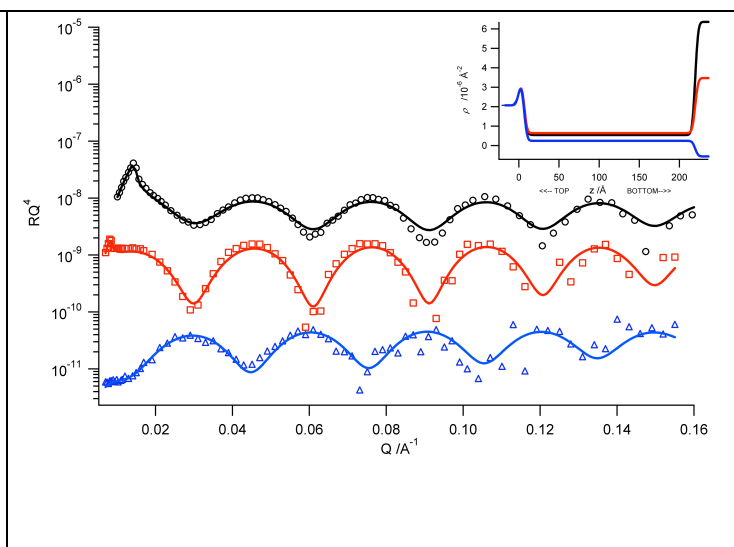 10⁻⁵
10⁻⁶
10⁻⁷
10⁻⁸
10⁻⁹
10⁻¹⁰
10⁻¹¹
RQ⁴
0.02 0.04 0.06 0.08 0.10 0.12 0.14 0.16
Q /A⁻¹
6
5
4
3
2
1
0
ρ /10⁻⁶ Å⁻²
0 50 100 150 200
<<-- TOP z /Å BOTTOM-->>